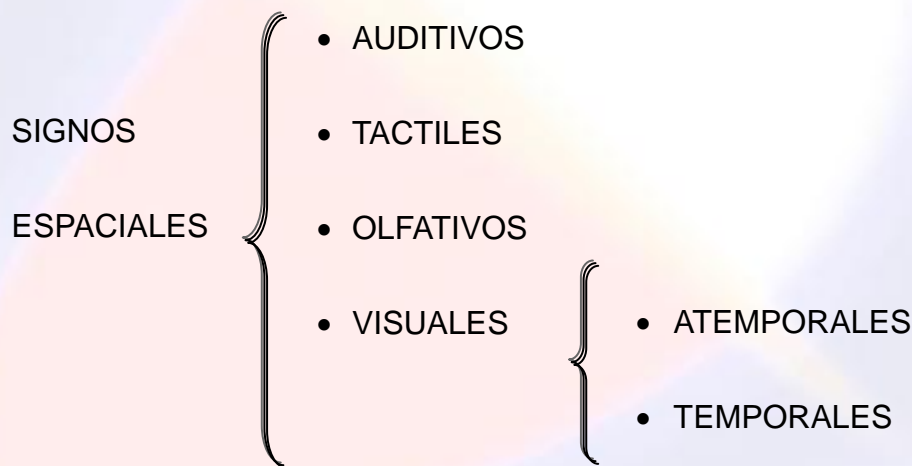 • AUDITIVOS
SIGNOS • TACTILES
ESPACIALES • OLFATIVOS
• VISUALES • ATEMPORALES
• TEMPORALES